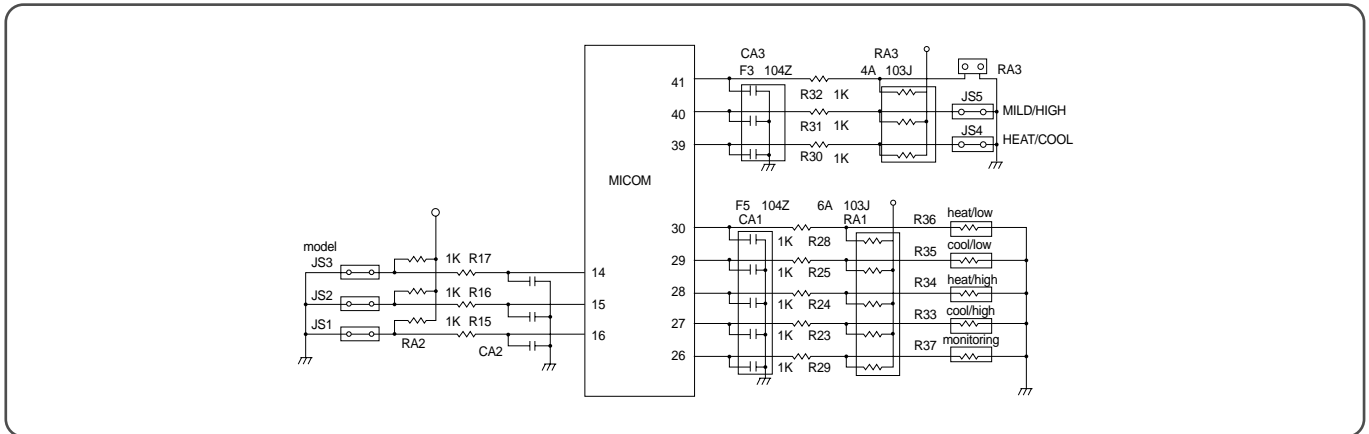 CA3 RA3
F3 104Z 4A 103J RA3
41
R32 1K JS5
40 MILD/HIGH
R31 1K JS4
39 HEAT/COOL
R30 1K
MICOM
F5 104Z 6A 103J
CA1 RA1 R36 heat/low
30
1K R28 cool/low
29 R35
1K R25 heat/high
28 R34
1K R24 cool/high
27 R33
1K R23 monitoring
26 R37
1K R29
model
JS3 1K R17
14
JS2 1K R16
15
JS1 1K R15
16
RA2 CA2